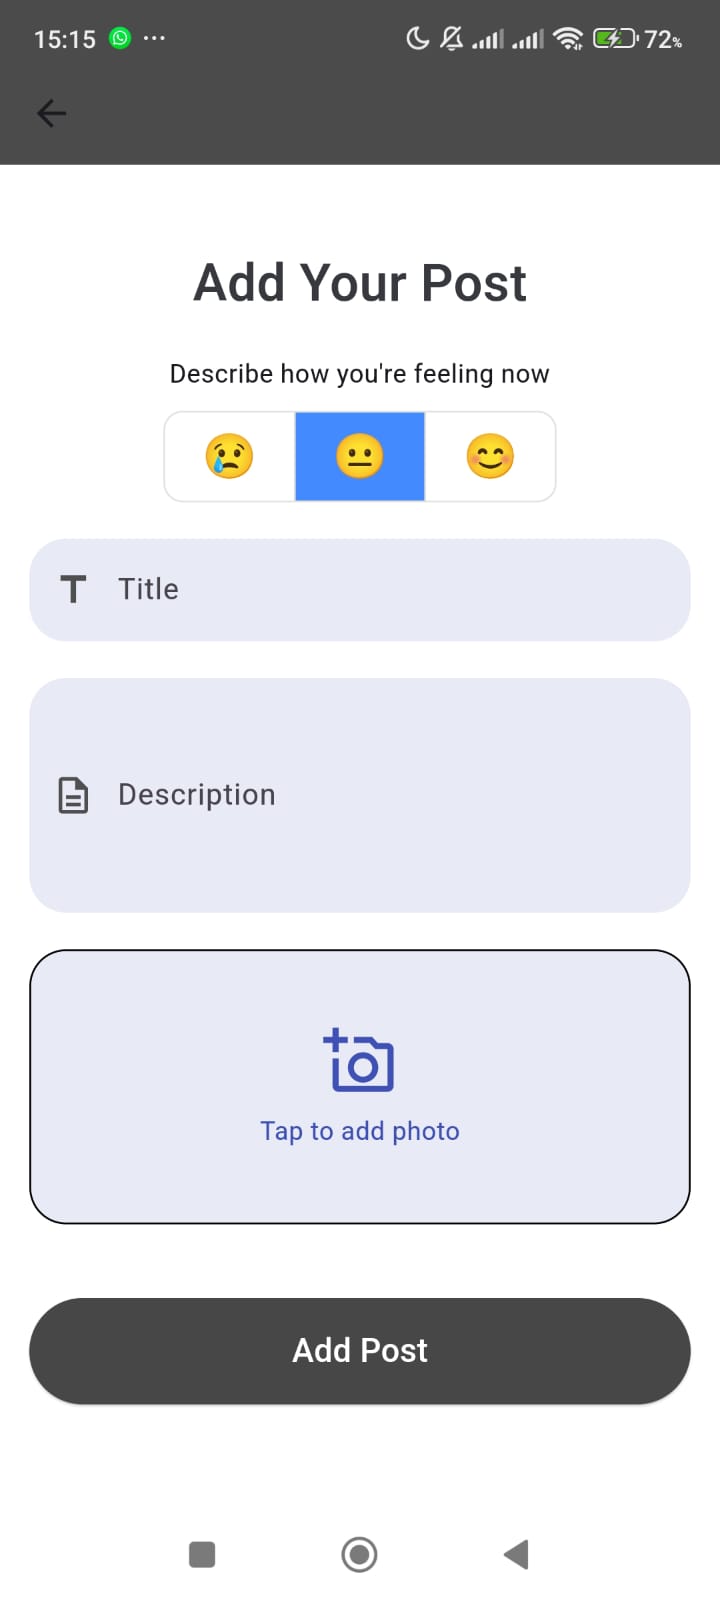 15:15
72%
Add Your Post
Describe how you're feeling now
Title
Description
Tap to add photo
Add Post